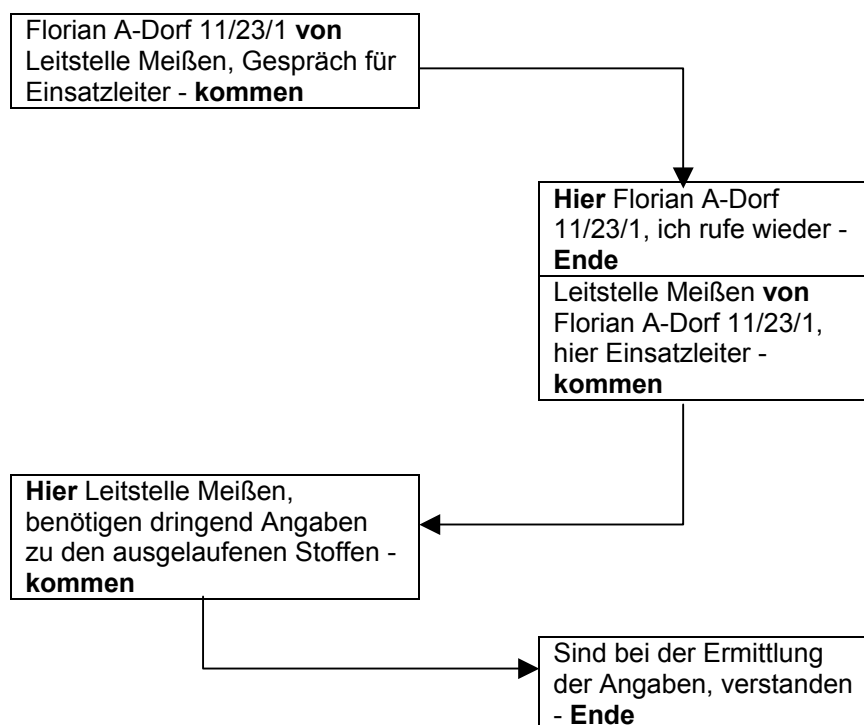 Florian A-Dorf 11/23/1 von
Leitstelle Meißen, Gespräch für
Einsatzleiter - kommen
Hier Florian A-Dorf
11/23/1, ich rufe wieder -
Ende
Leitstelle Meißen von
Florian A-Dorf 11/23/1,
hier Einsatzleiter -
kommen
Hier Leitstelle Meißen,
benötigen dringend Angaben
zu den ausgelaufenen Stoffen -
kommen
Sind bei der Ermittlung
der Angaben, verstanden
- Ende